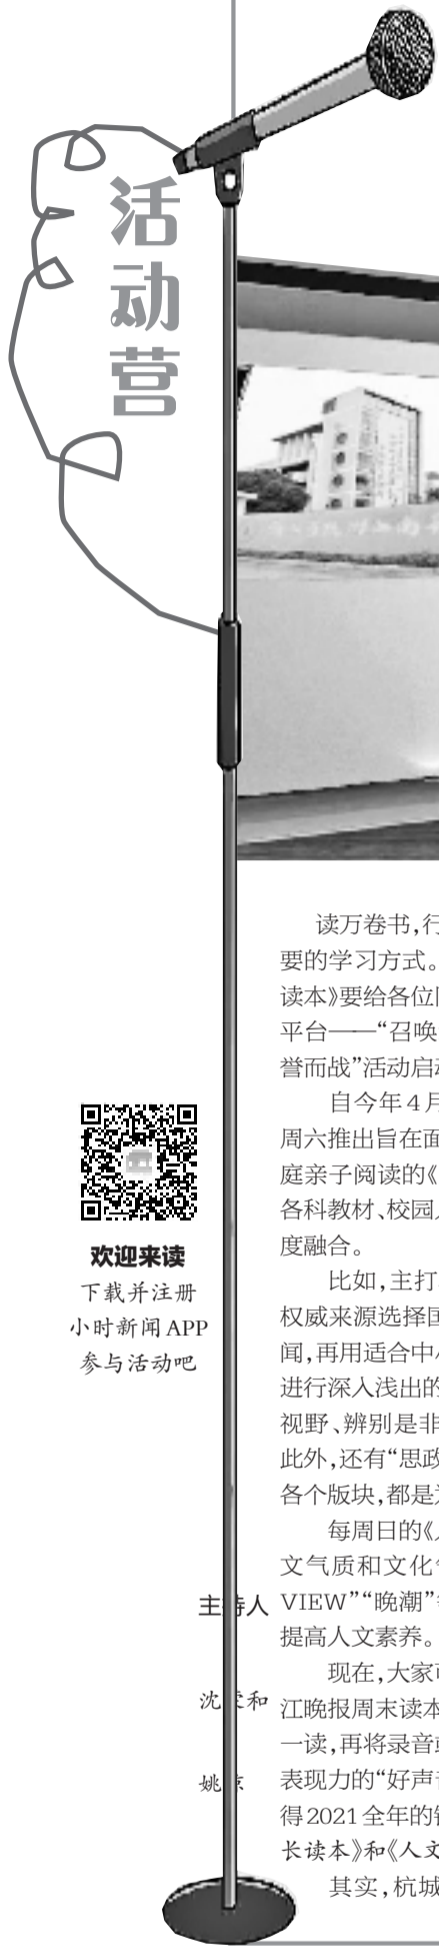 活动营
欢迎来读
下载并注册
小时新闻APP
参与活动吧
主持人
沈
和
姚
读万卷书,行
要的学习方式。
读本》要给各位
平台——“召唤
誉而战”活动启
自今年4月
周六推出旨在面
庭亲子阅读的《
各科教材、校园
度融合。
比如,主打
权威来源选择国
闻,再用适合中
进行深入浅出的
视野、辨别是非
此外,还有“思政
各个版块,都是
每周日的《
文气质和文化
VIEW”“晚潮”
提高人文素养。
现在,大家可
江晚报周末读本
一读,再将录音或
表现力的“好声音
得2021全年的
长读本》和《人文
其实,杭城